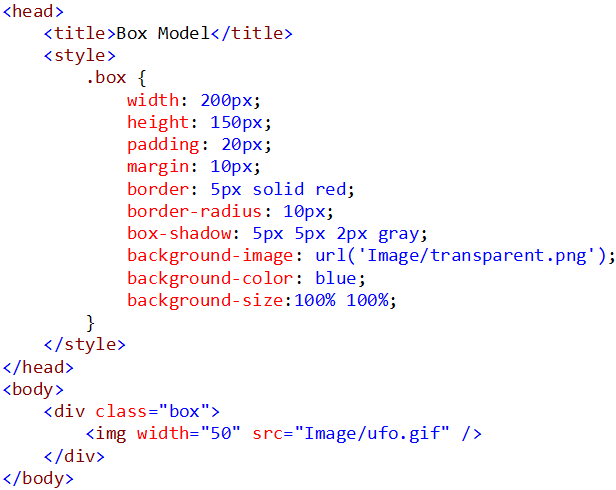 <head>
    <title>Box Model</title>
    <style>
        .box {
            width: 200px;
            height: 150px;
            padding: 20px;
            margin: 10px;
            border: 5px solid red;
            border-radius: 10px;
            box-shadow: 5px 5px 2px gray;
            background-image: url('Image/transparent.png');
            background-color: blue;
            background-size:100% 100%;
        }
    </style>
</head>
<body>
    <div class="box">
        <img width="50" src="Image/ufo.gif" />
    </div>
</body>